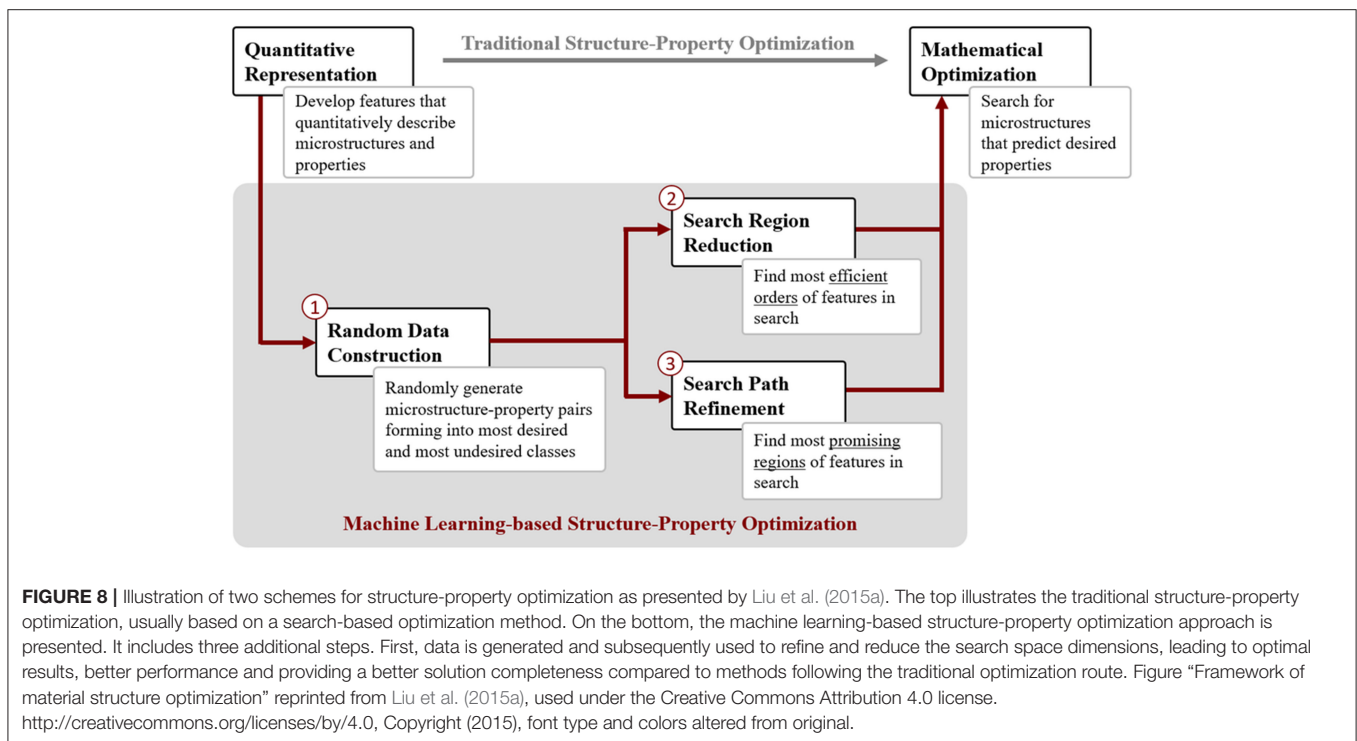 Quantitative
Representation
Develop features that
quantitatively describe
microstructures and
properties
Traditional Structure-Property Optimization
Mathematical
Optimization
Search for
microstructures
that predict desired
properties
1
Random Data
Construction
Randomly generate
microstructure-property pairs
forming into most desired
and most undesired classes
2
Search Region
Reduction
Find most efficient
orders of features in
search
3
Search Path
Refinement
Find most promising
regions of features in
search
Machine Learning-based Structure-Property Optimization
FIGURE 8 | Illustration of two schemes for structure-property optimization as presented by Liu et al. (2015a). The top illustrates the traditional structure-property
optimization, usually based on a search-based optimization method. On the bottom, the machine learning-based structure-property optimization approach is
presented. It includes three additional steps. First, data is generated and subsequently used to refine and reduce the search space dimensions, leading to optimal
results, better performance and providing a better solution completeness compared to methods following the traditional optimization route. Figure “Framework of
material structure optimization” reprinted from Liu et al. (2015a), used under the Creative Commons Attribution 4.0 license.
http://creativecommons.org/licenses/by/4.0, Copyright (2015), font type and colors altered from original.